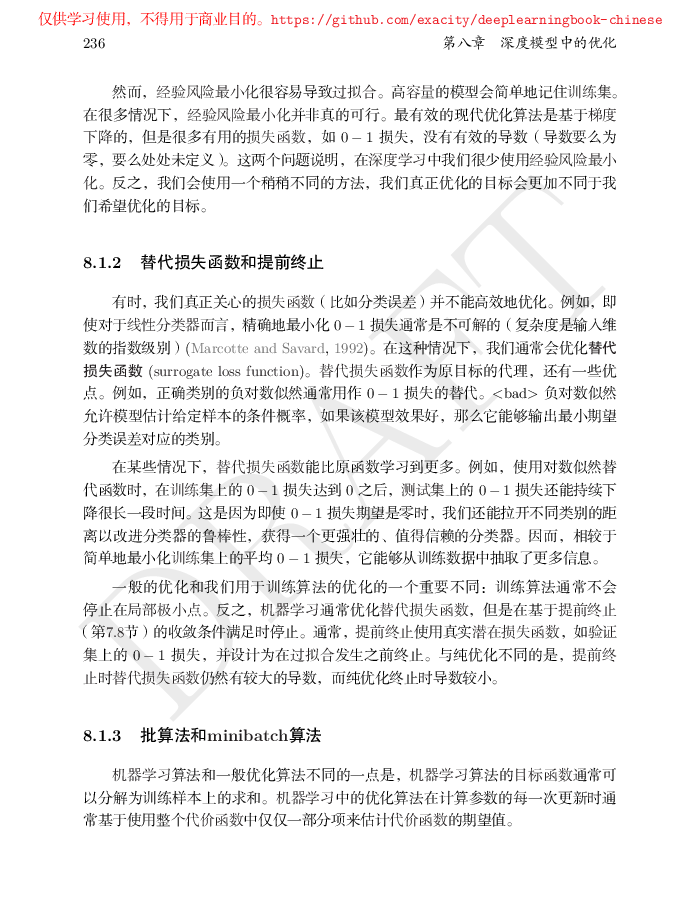 仅供学习使用，不得用于商业目的。https://github.com/exacity/deeplearningbook-chinese
236 第八章 深度模型中的优化
然而，经验风险最小化很容易导致过拟合。高容量的模型会简单地记住训练集。
在很多情况下，经验风险最小化并非真的可行。最有效的现代优化算法是基于梯度
下降的，但是很多有用的损失函数，如 0 − 1 损失，没有有效的导数（导数要么为
零，要么处处未定义）。这两个问题说明，在深度学习中我们很少使用经验风险最小
化。反之，我们会使用一个稍稍不同的方法，我们真正优化的目标会更加不同于我
们希望优化的目标。
8.1.2 替代损失函数和提前终止
有时，我们真正关心的损失函数（比如分类误差）并不能高效地优化。例如，即
使对于线性分类器而言，精确地最小化 0 − 1 损失通常是不可解的（复杂度是输入维
数的指数级别）(Marcotte and Savard, 1992)。在这种情况下，我们通常会优化替代
损失函数 (surrogate loss function)。替代损失函数作为原目标的代理，还有一些优
点。例如，正确类别的负对数似然通常用作 0 − 1 损失的替代。<bad> 负对数似然
允许模型估计给定样本的条件概率，如果该模型效果好，那么它能够输出最小期望
分类误差对应的类别。
在某些情况下，替代损失函数能比原函数学习到更多。例如，使用对数似然替
代函数时，在训练集上的 0 − 1 损失达到 0 之后，测试集上的 0 − 1 损失还能持续下
降很长一段时间。这是因为即使 0 − 1 损失期望是零时，我们还能拉开不同类别的距
离以改进分类器的鲁棒性，获得一个更强壮的、值得信赖的分类器。因而，相较于
简单地最小化训练集上的平均 0 − 1 损失，它能够从训练数据中抽取了更多信息。
一般的优化和我们用于训练算法的优化的一个重要不同：训练算法通常不会
停止在局部极小点。反之，机器学习通常优化替代损失函数，但是在基于提前终止
（第7.8节）的收敛条件满足时停止。通常，提前终止使用真实潜在损失函数，如验证
集上的 0 − 1 损失，并设计为在过拟合发生之前终止。与纯优化不同的是，提前终
止时替代损失函数仍然有较大的导数，而纯优化终止时导数较小。
8.1.3 批算法和minibatch算法
机器学习算法和一般优化算法不同的一点是，机器学习算法的目标函数通常可
以分解为训练样本上的求和。机器学习中的优化算法在计算参数的每一次更新时通
常基于使用整个代价函数中仅仅一部分项来估计代价函数的期望值。
DRAFT